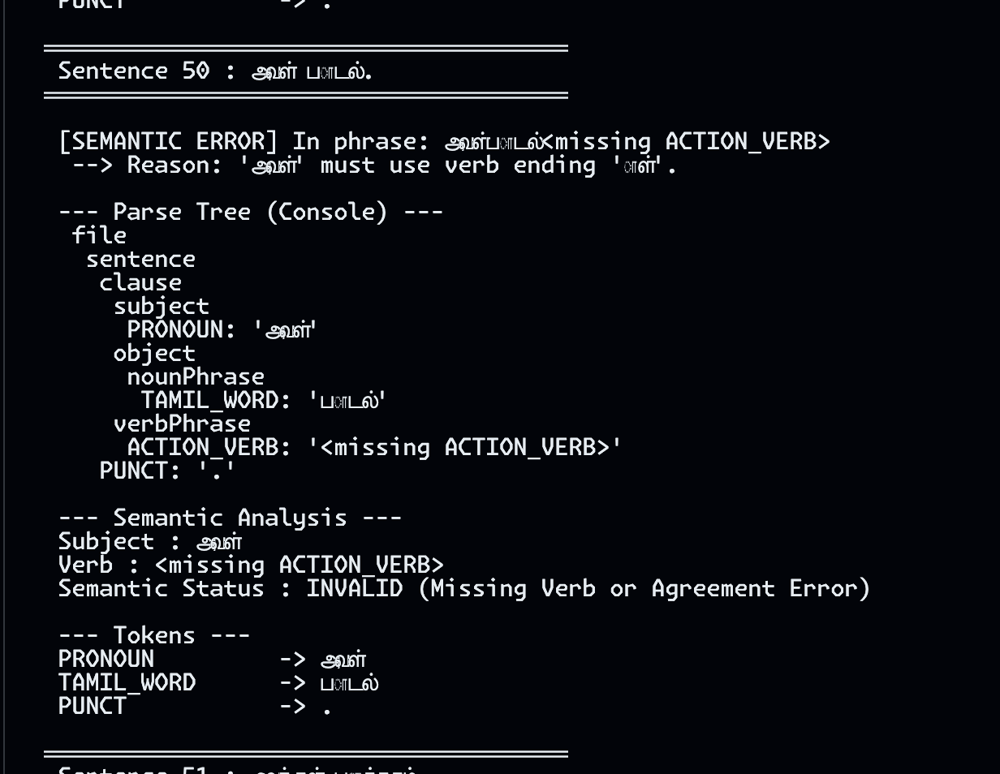 PUNCT -> .
Sentence 50 : அவள் பாடல்.
[SEMANTIC ERROR] In phrase: அவள்பாடல்<missing ACTION_VERB>
--> Reason: 'அவள்' must use verb ending 'ாள்'.
--- Parse Tree (Console) ---
file
sentence
clause
subject
PRONOUN: 'அவள்'
object
nounPhrase
TAMIL_WORD: 'பாடல்'
verbPhrase
ACTION_VERB: '<missing ACTION_VERB>'
PUNCT: '.'
--- Semantic Analysis ---
Subject : அவள்
Verb : <missing ACTION_VERB>
Semantic Status : INVALID (Missing Verb or Agreement Error)
--- Tokens ---
PRONOUN -> அவள்
TAMIL_WORD -> பாடல்
PUNCT -> .
Sentence 51 :